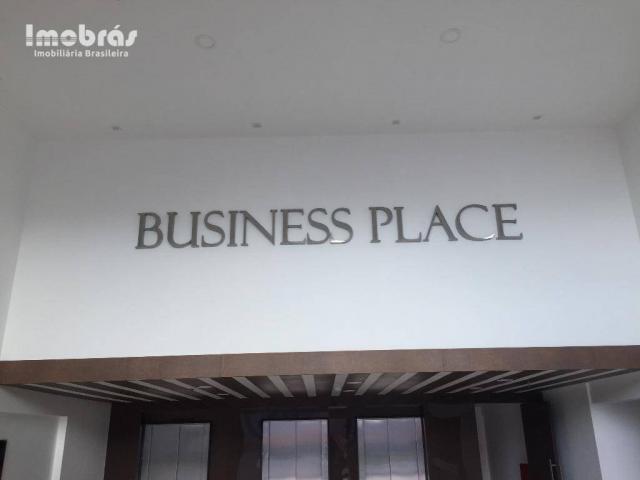 Imobrás
Imobiliária Brasileira
BUSINESS PLACE